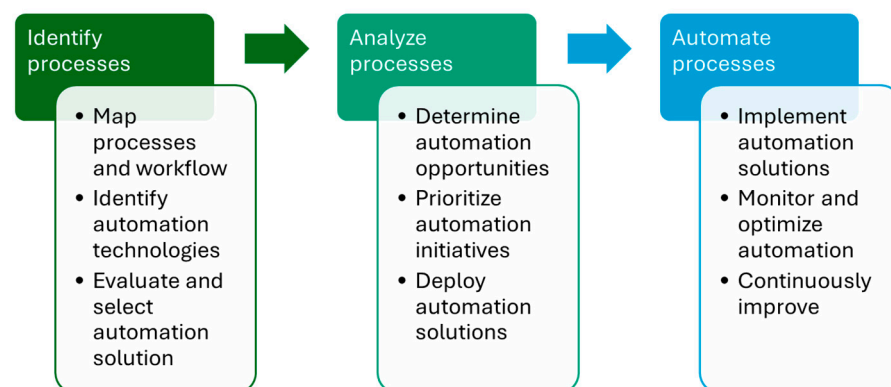 Identify
processes
• Map
processes
and workflow
• Identify
automation
technologies
• Evaluate and
select
automation
solution
Analyze
processes
• Determine
automation
opportunities
• Prioritize
automation
initiatives
• Deploy
automation
solutions
Automate
processes
• Implement
automation
solutions
• Monitor and
optimize
automation
• Continuously
improve